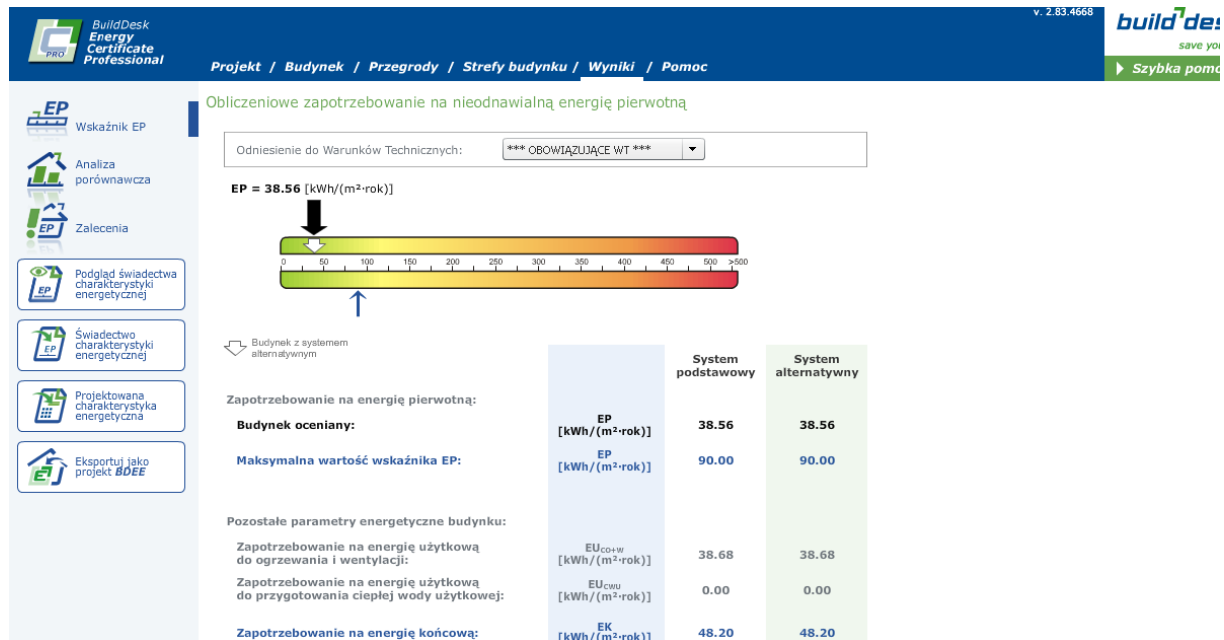 v. 2.83.4668
BuildDesk
Energy
Certificate
Professional
PRO
build desk
save you
Projekt / Budynek / Przegrody / Strefy budynku / Wyniki / Pomoc
Szybka pomo
EP
Wskaźnik EP
Analiza
porównawcza
EP
Zalecenia
EP
Podgląd świadectwa
charakterystyki
energetycznej
EP
Świadectwo
charakterystyki
energetycznej
Projektowana
charakterystyka
energetyczna
E
Eksportuj jako
projekt BDEE
Obliczeniowe zapotrzebowanie na nieodnawialną energię pierwotną
Odniesienie do Warunków Technicznych: *** OBOWIĄZUJĄCE WT ***
EP = 38.56 [kWh/(m²·rok)]
0 50 100 150 200 250 300 350 400 450 500 >500
Budynek z systemem
alternatywnym
System
podstawowy
System
alternatywny
Zapotrzebowanie na energię pierwotną:
Budynek oceniany: EP [kWh/(m²·rok)] 38.56 38.56
Maksymalna wartość wskaźnika EP: EP [kWh/(m²·rok)] 90.00 90.00
Pozostałe parametry energetyczne budynku:
Zapotrzebowanie na energię użytkową
do ogrzewania i wentylacji: EUco+w [kWh/(m²·rok)] 38.68 38.68
Zapotrzebowanie na energię użytkową
do przygotowania ciepłej wody użytkowej: EUcwu [kWh/(m²·rok)] 0.00 0.00
Zapotrzebowanie na energię końcową: EK [kWh/(m²·rok)] 48.20 48.20